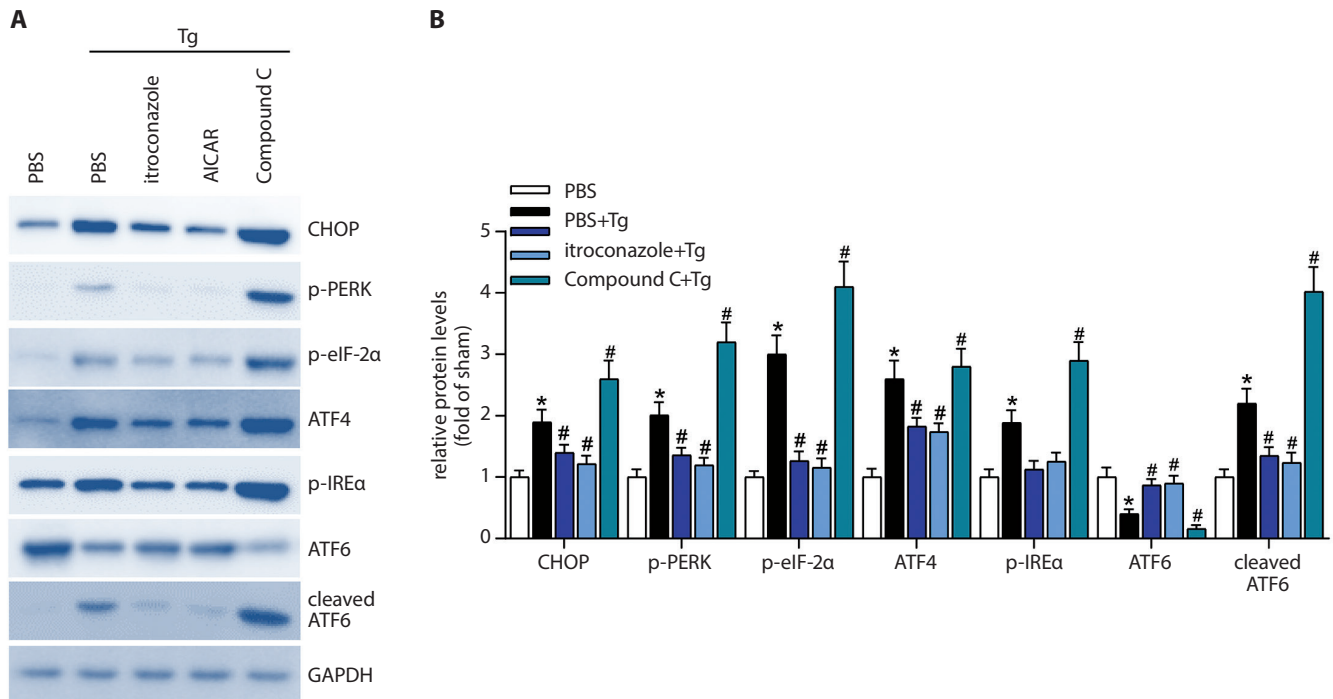 A
Tg
PBS
PBS
itroconazole
AICAR
Compound C
CHOP
p-PERK
p-eIF-2α
ATF4
p-IREα
ATF6
cleaved
ATF6
GAPDH
B
PBS
PBS+Tg
itroconazole+Tg
Compound C+Tg
relative protein levels
(fold of sham)
5
4
3
2
1
0
* # # #
* # # #
* # # #
* # # #
* #
* # # #
* # # #
CHOP
p-PERK
p-eIF-2α
ATF4
p-IREα
ATF6
cleaved
ATF6